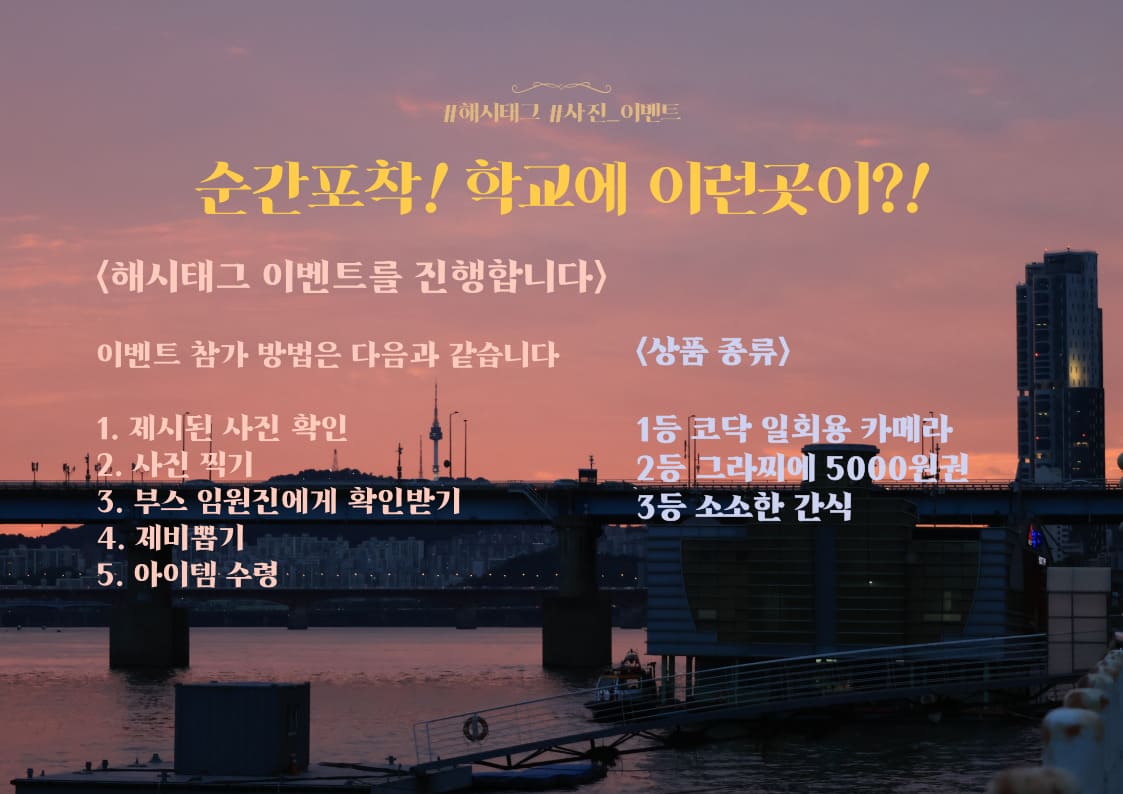 #해시태그 #사진_이벤트
순간포착! 학교에 이런곳이?!
<해시태그 이벤트를 진행합니다>
이벤트 참가 방법은 다음과 같습니다
1. 제시된 사진 확인
2. 사진 찍기
3. 부스 임원진에게 확인받기
4. 제비뽑기
5. 아이템 수령
<상품 종류>
1등 코닥 일회용 카메라
2등 그라찌에 5000원권
3등 소소한 간식